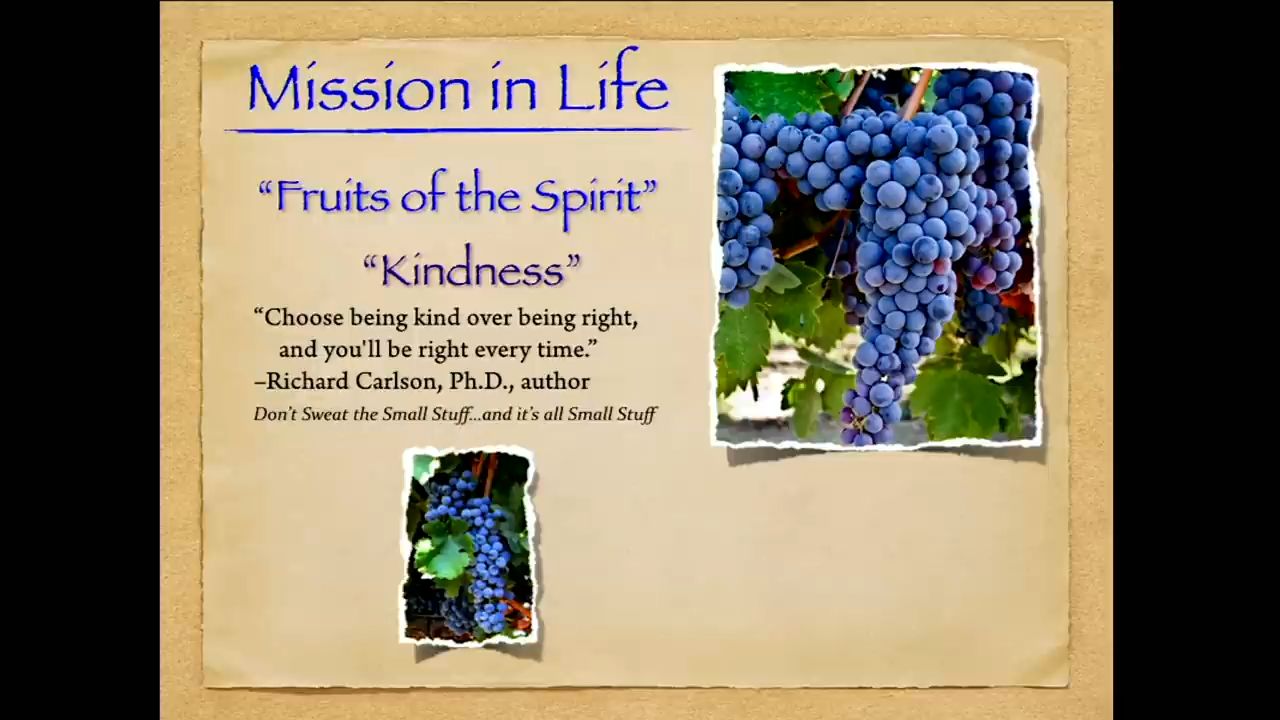 Mission in Life
“Fruits of the Spirit”
“Kindness”
“Choose being kind over being right,
and you'll be right every time.”
–Richard Carlson, Ph.D., author
Don’t Sweat the Small Stuff...and it’s all Small Stuff